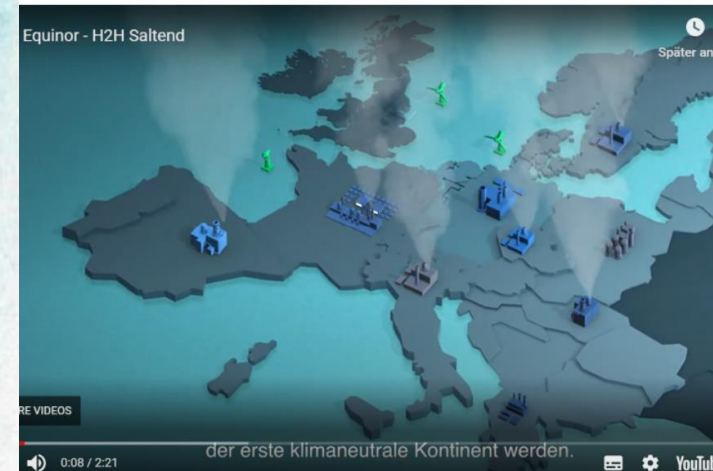 Equinor - H2H Saltend
Später an
RE VIDEOS
der erste klimaneutrale Kontinent werden.
0:08 / 2:21
YouTub